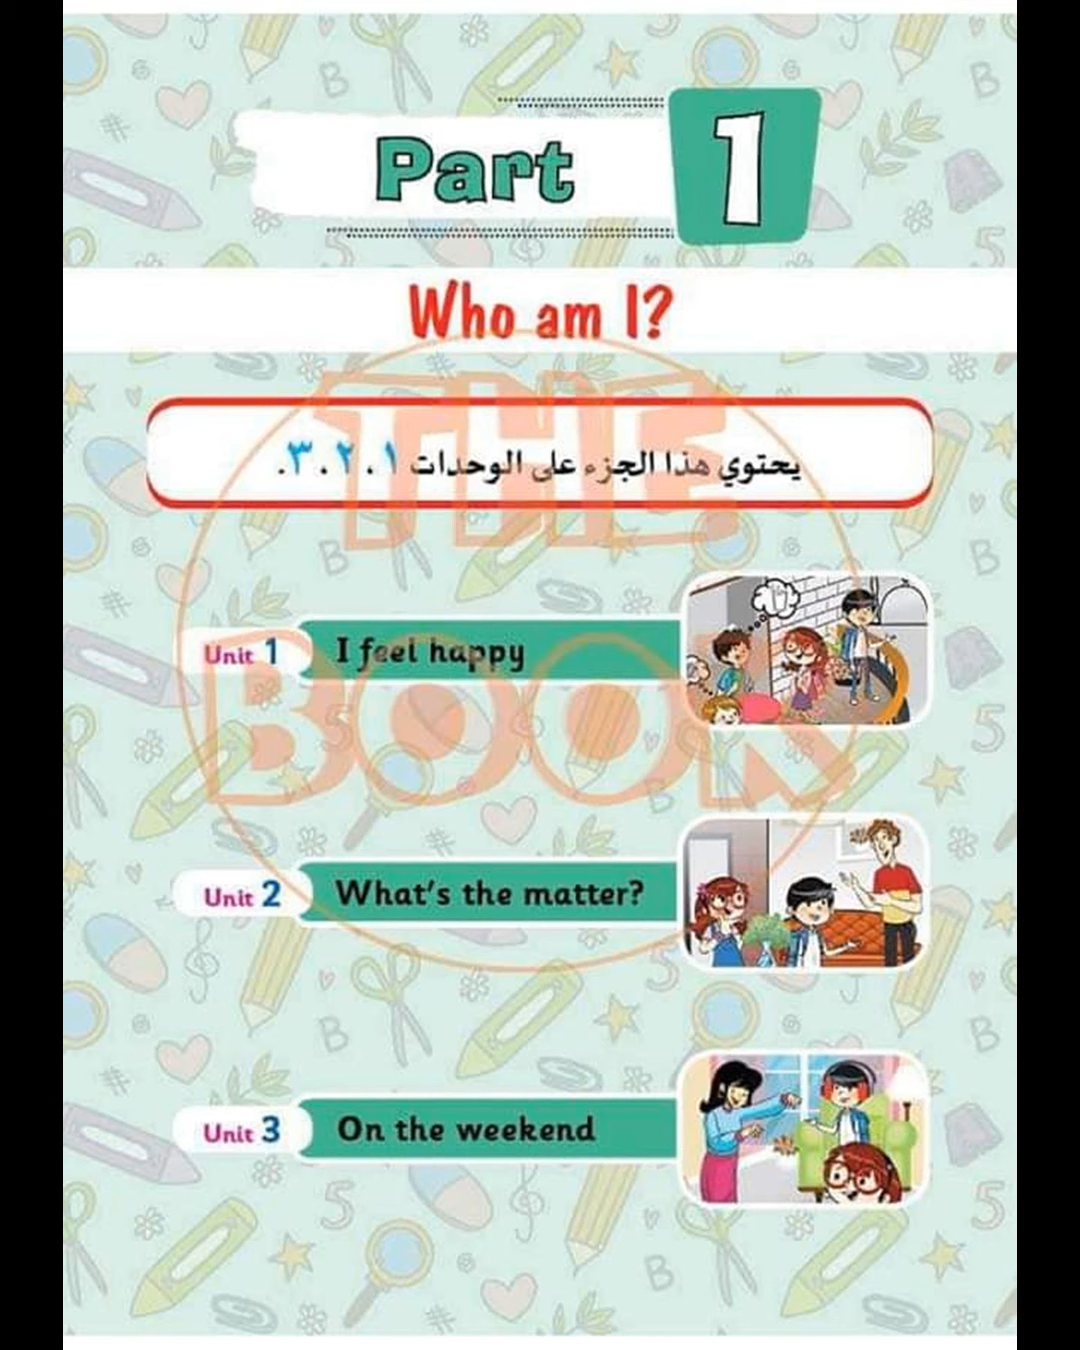 Part 1
Who am I?
يحتوي هذا الجزء على الوحدات ١، ٢، ٣.
THE
BOOK
Unit 1 I feel happy
Unit 2 What's the matter?
Unit 3 On the weekend